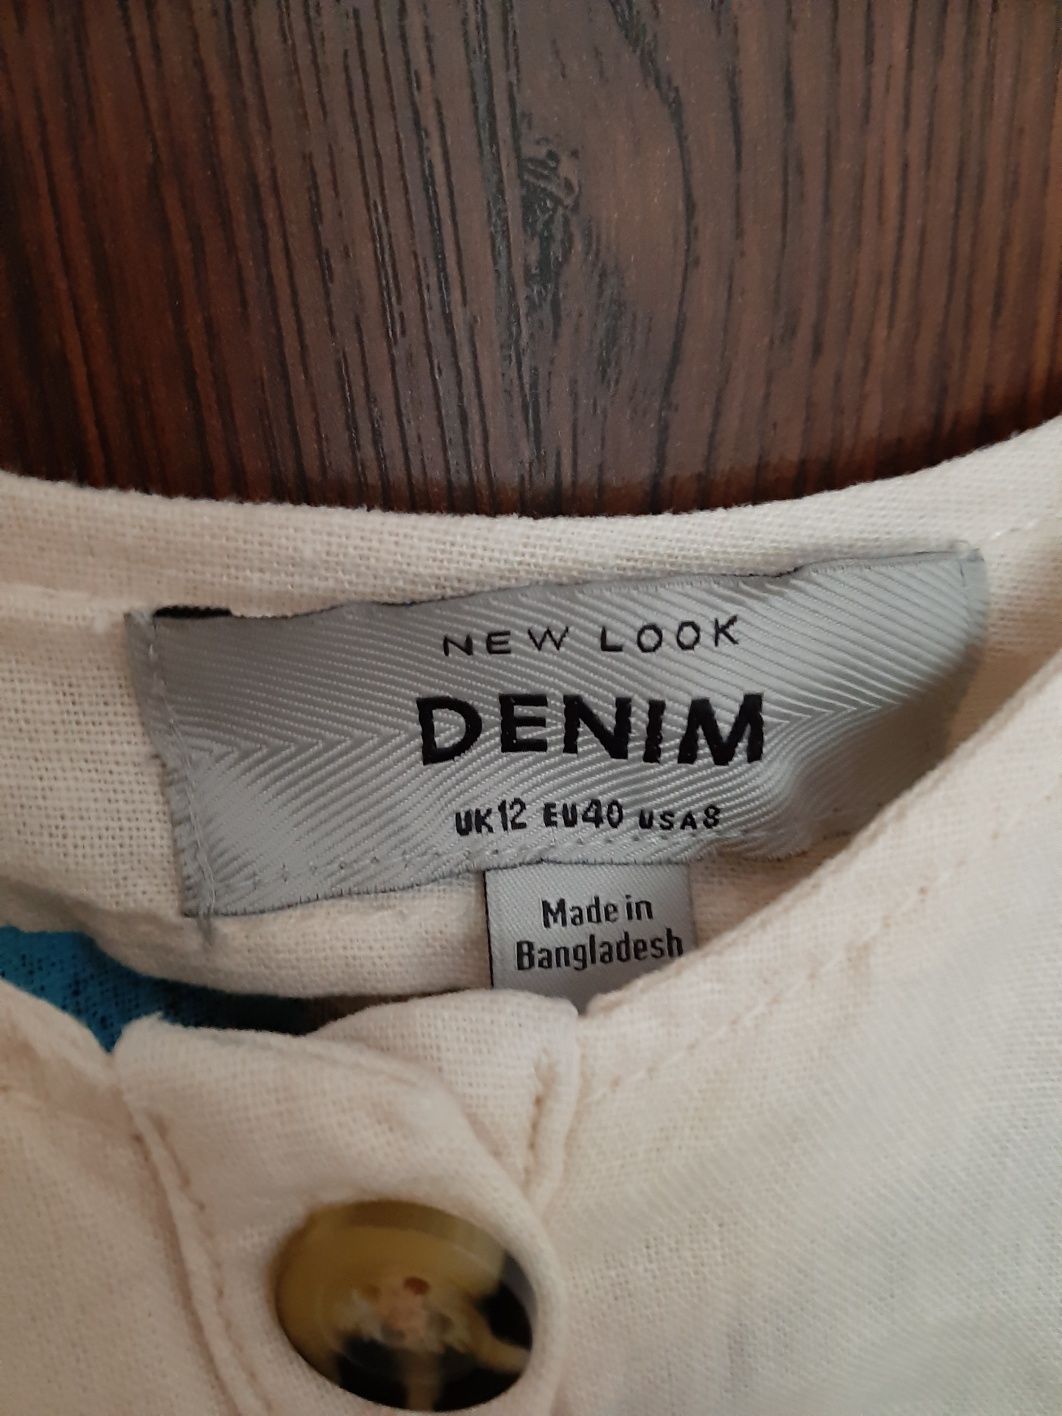 NEW LOOK
DENIM
UK12 EU40 USA8
Made in
Bangladesh